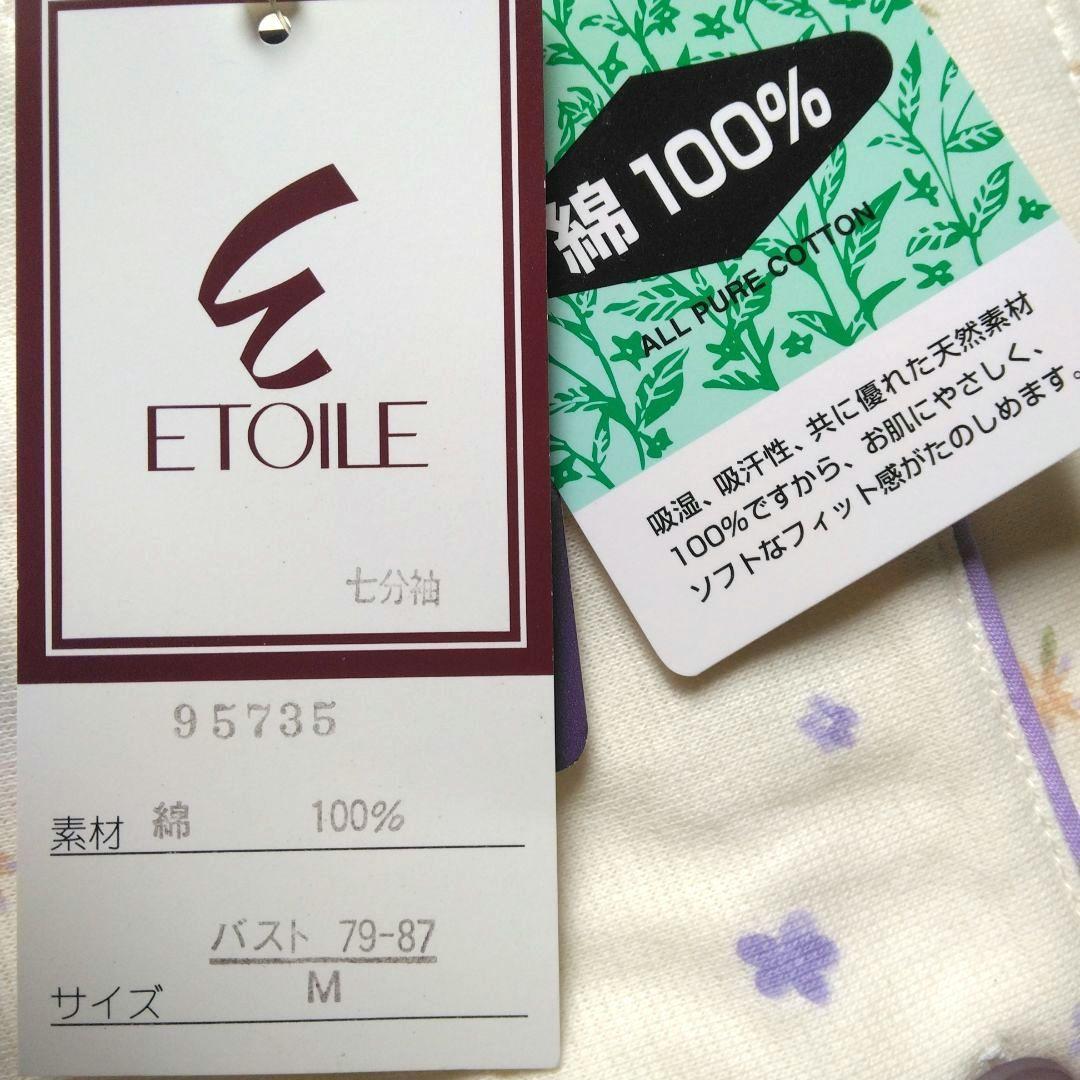 ETOILE
七分袖
95735
素材 綿 100%
バスト 79-87
M
サイズ
綿 100%
ALL PURE COTTON
吸湿、吸汗性、共に優れた天然素材
100%ですから、お肌にやさしく、
ソフトなフィット感がたのしめます。